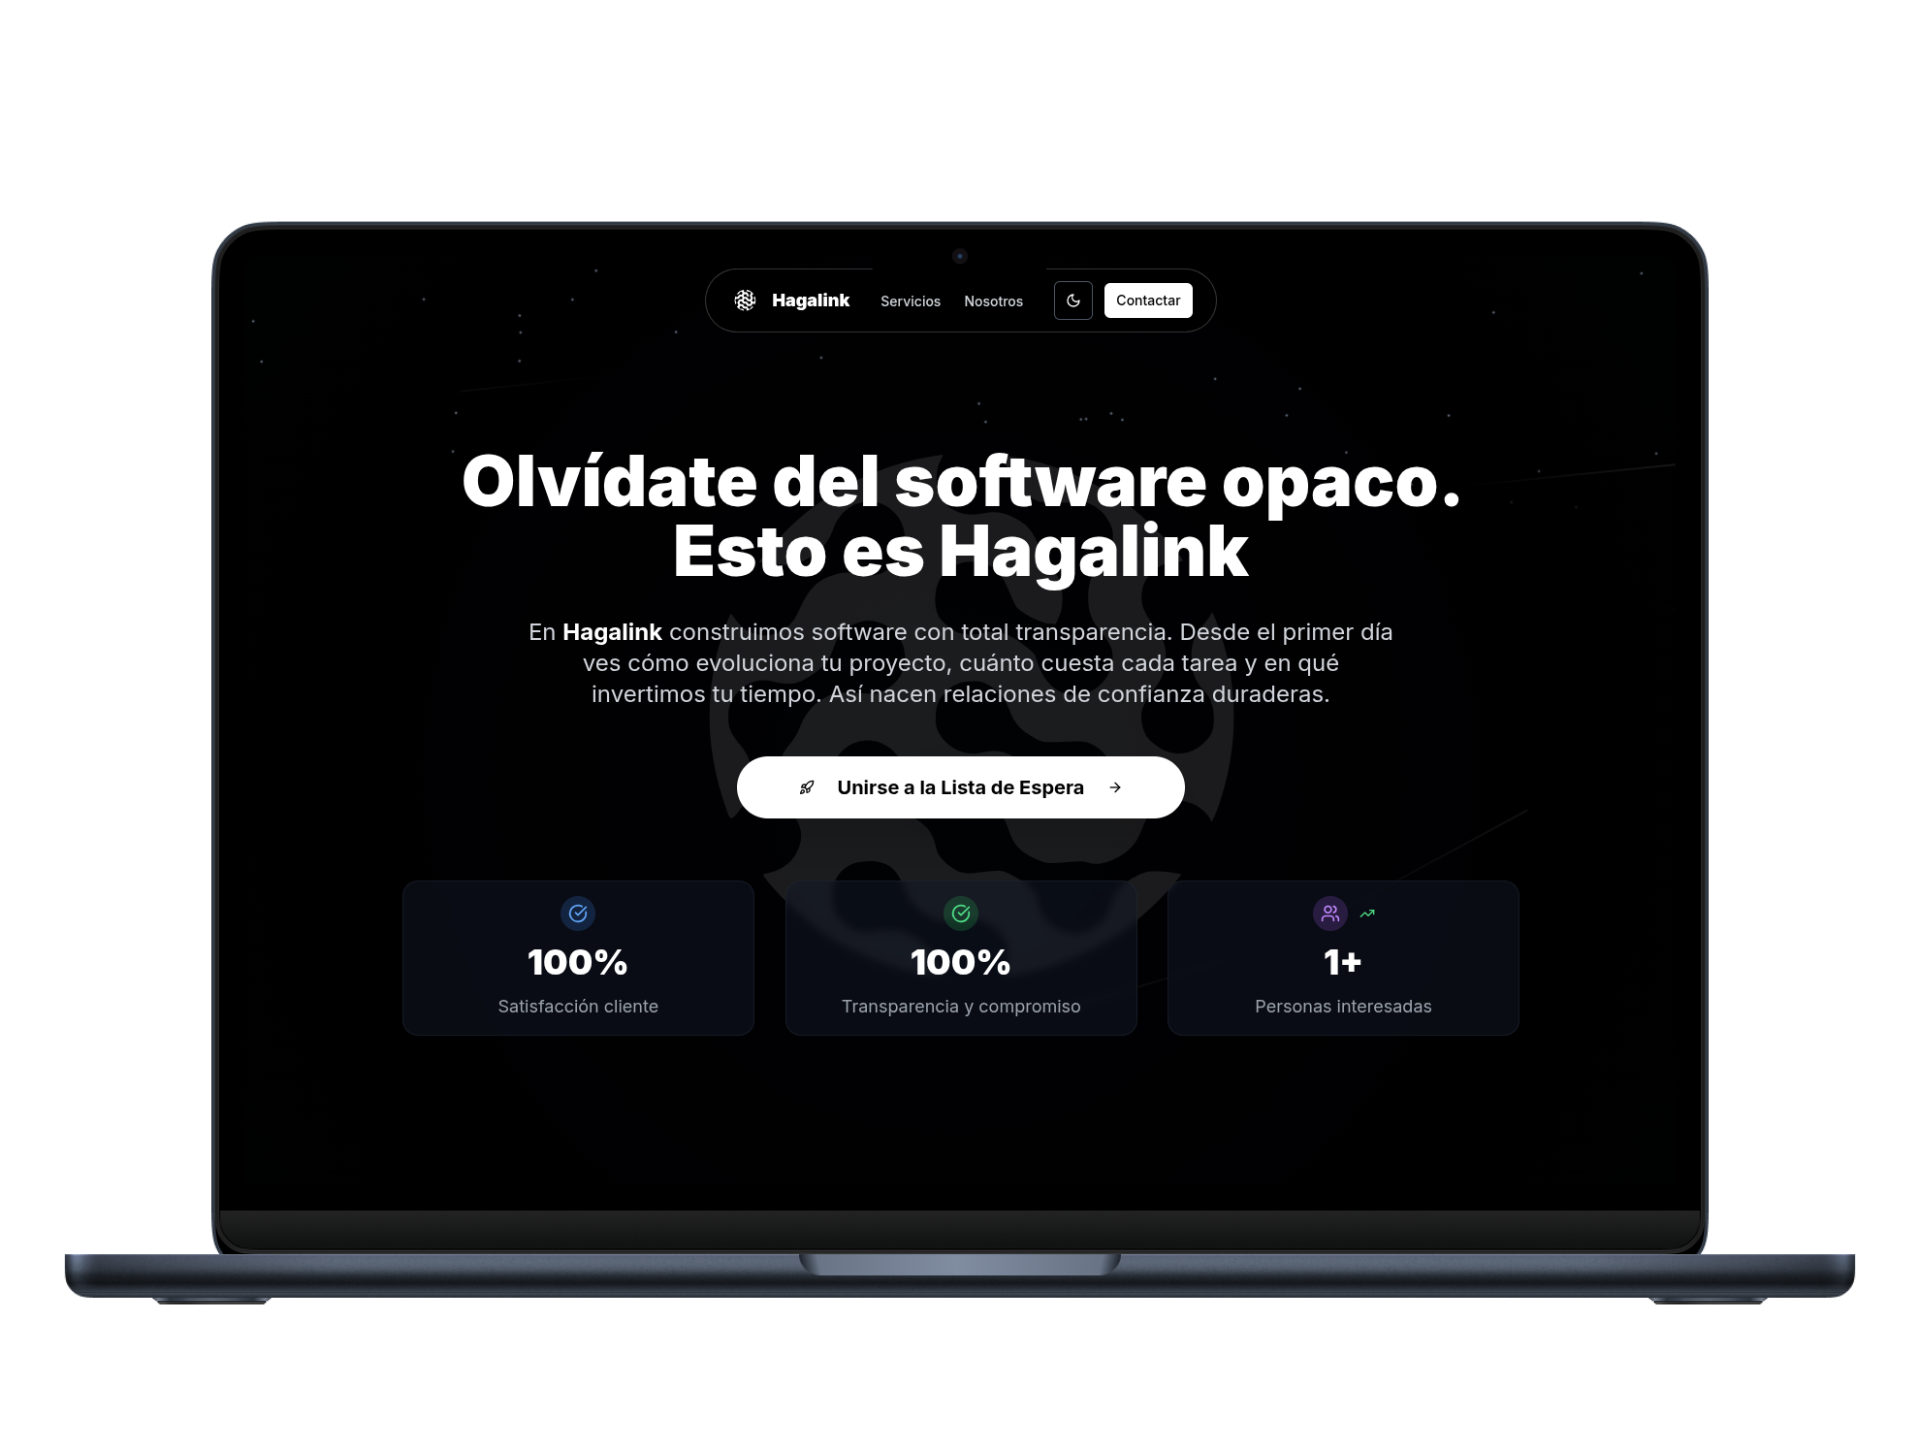 Hagalink Servicios Nosotros Contactar
Olvídate del software opaco.
Esto es Hagalink
En Hagalink construimos software con total transparencia. Desde el primer día
ves cómo evoluciona tu proyecto, cuánto cuesta cada tarea y en qué
invertimos tu tiempo. Así nacen relaciones de confianza duraderas.
Unirse a la Lista de Espera
100%
Satisfacción cliente
100%
Transparencia y compromiso
1+
Personas interesadas